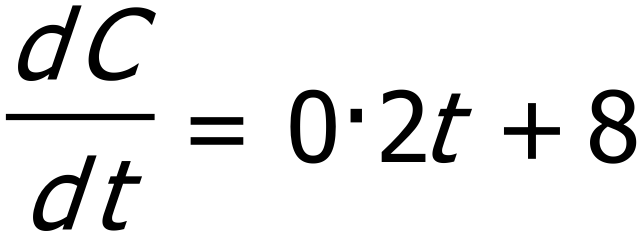 dC/dt = 0·2t + 8